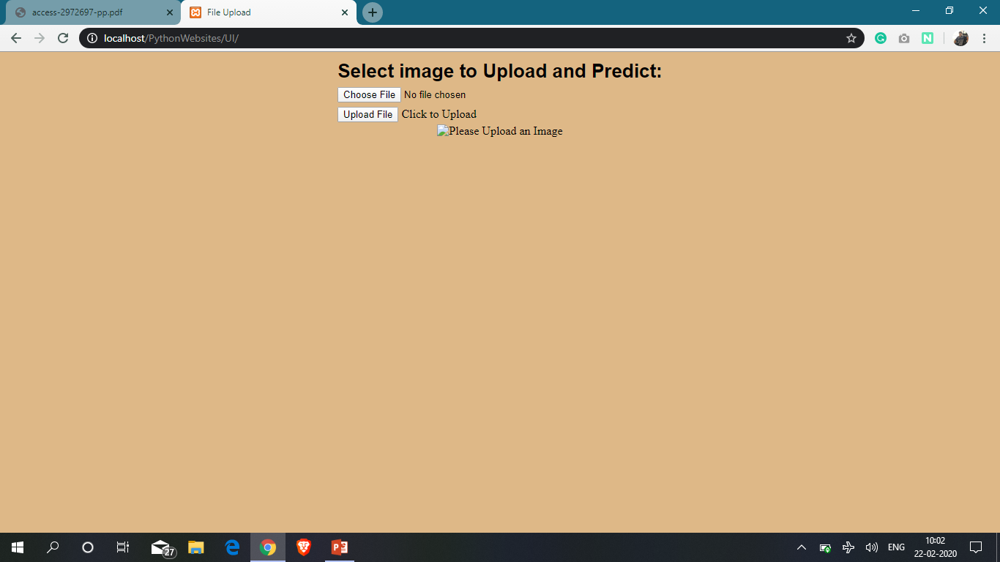 access-2972697-pp.pdf
File Upload
localhost/PythonWebsites/UI/
Select image to Upload and Predict:
Choose File No file chosen
Upload File Click to Upload
Please Upload an Image
27
ENG
10:02
22-02-2020